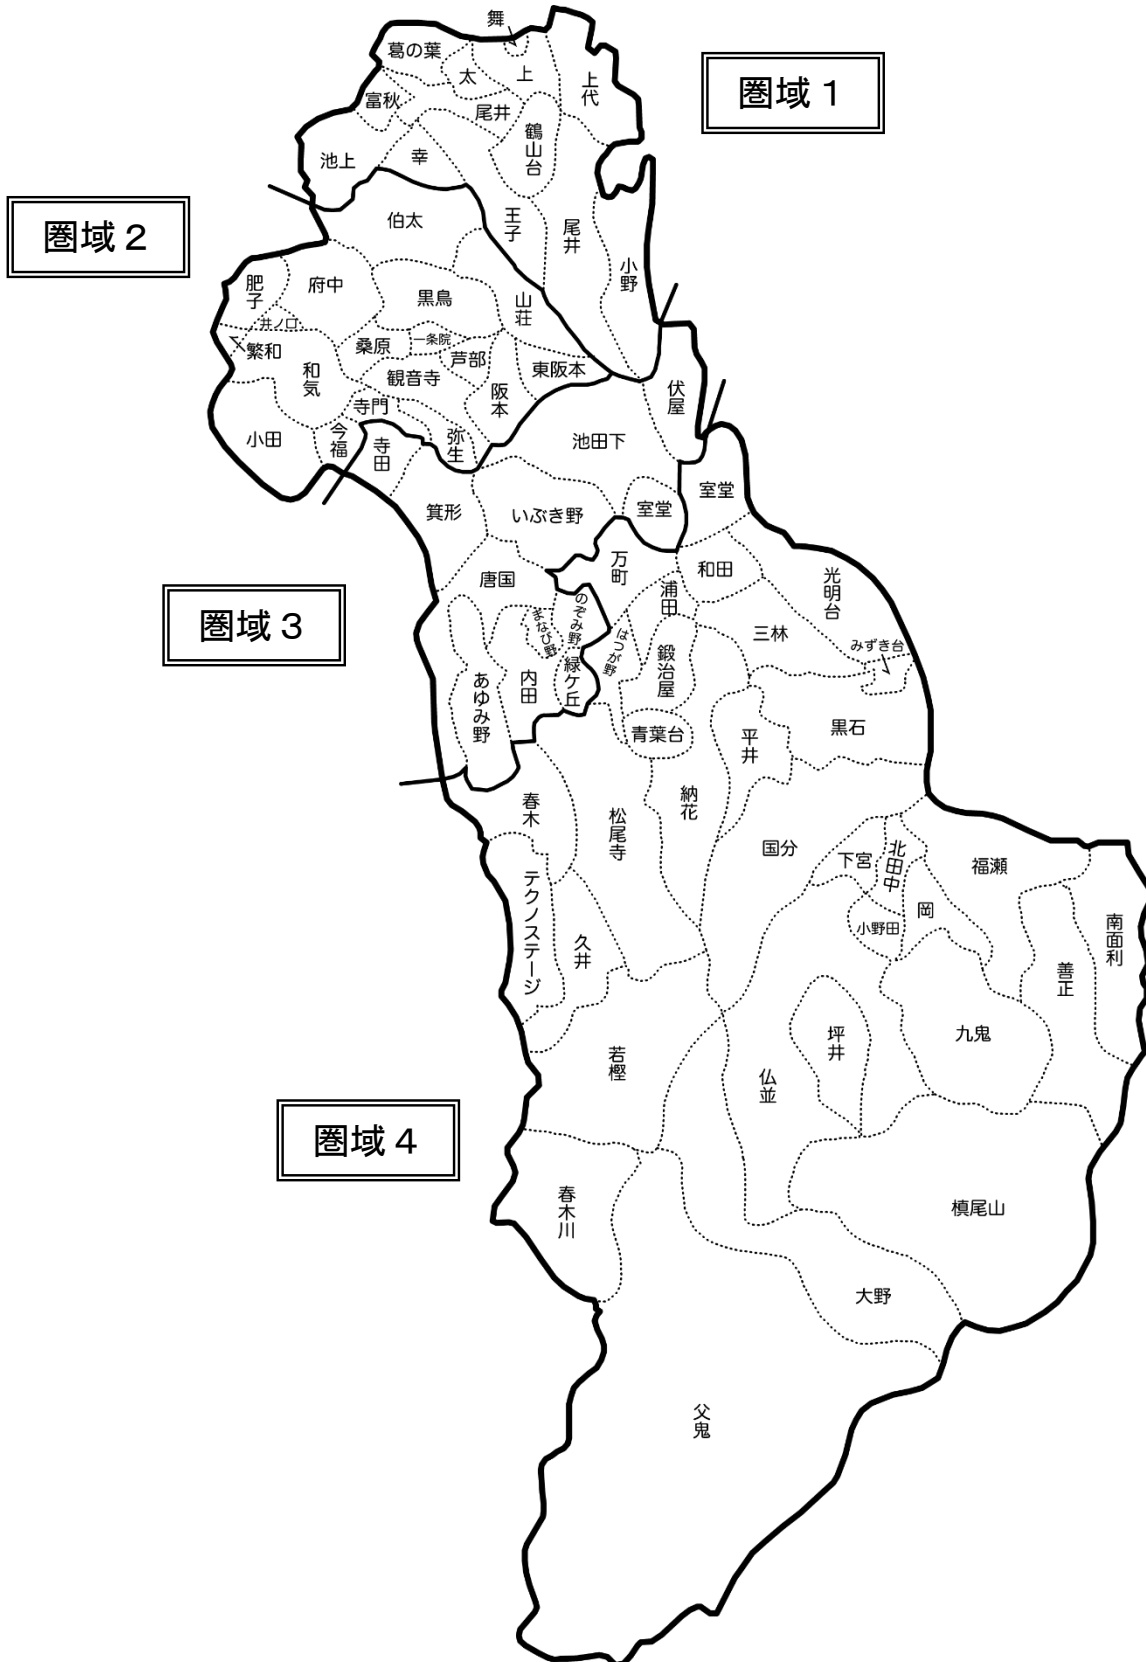 舞
葛の葉
太
上
上代
圏域1
富秋
尾井
鶴山台
池上
幸
圏域2
伯太
王子
尾井
小野
肥子
府中
黒鳥
山荘
井ノ口
繁和
和気
桑原
一条院
芦部
観音寺
阪本
東阪本
伏屋
寺門
小田
今福
寺田
弥生
池田下
箕形
いぶき野
室堂
室堂
唐国
万町
和田
光明台
圏域3
まなび野
のぞみ野
はつが野
浦田
三林
みずき台
あゆみ野
内田
緑ケ丘
鍛治屋
青葉台
平井
黒石
春木
松尾寺
納花
国分
下宮
北田中
福瀬
テクノステージ
久井
小野田
岡
善正
南面利
若樫
仏並
坪井
九鬼
圏域4
春木川
槙尾山
大野
父鬼